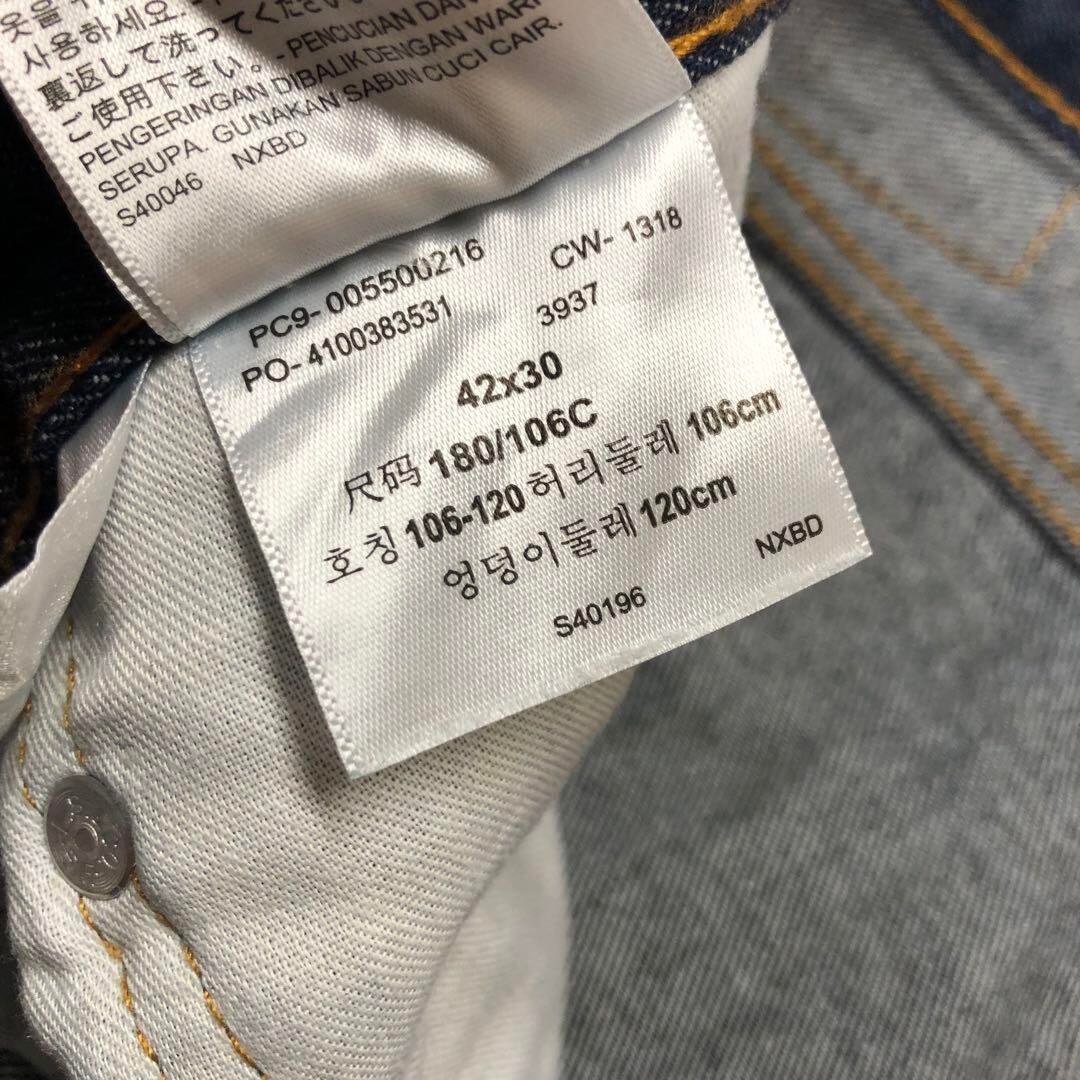 사용하세요.
裏返して洗ってください
ご使用下さい。- PENCUCIAN DAN
PENGERINGAN DIBALIK DENGAN
SERUPA. GUNAKAN SABUN CUCI CAIR.
S40046 NXBD
PC9- 005500216 CW- 1318
PO- 4100383531 3937
42x30
尺码 180/106C
호칭 106-120 허리둘레 106cm
엉덩이둘레 120cm
S40196 NXBD